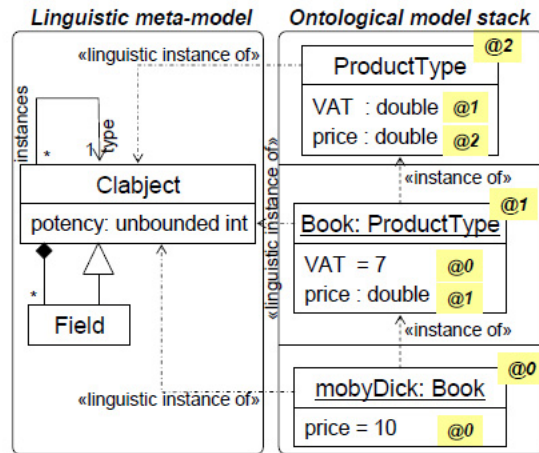 Linguistic meta-model
Ontological model stack
«linguistic instance of»
@2
ProductType
VAT : double @1
price : double @2
instances
*
1
type
Clabject
potency: unbounded int
*
Field
«linguistic instance of»
«instance of»
@1
Book: ProductType
VAT = 7 @0
price : double @1
«instance of»
@0
mobyDick: Book
price = 10 @0
«linguistic instance of»